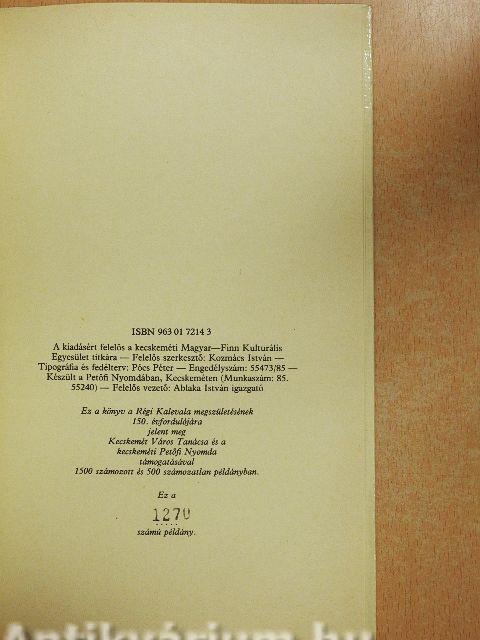 ISBN 963 01 7214 3
A kiadásért felelős a kecskeméti Magyar—Finn Kulturális
Egyesület titkára — Felelős szerkesztő: Kozmács István —
Tipográfia és fedélterv: Pócs Péter — Engedélyszám: 55473/85 —
Készült a Petőfi Nyomdában, Kecskeméten (Munkaszám: 85.
55240) — Felelős vezető: Ablaka István igazgató
Ez a könyv a Régi Kalevala megszületésének
150. évfordulójára
jelent meg
Kecskemét Város Tanácsa és a
kecskeméti Petőfi Nyomda
támogatásával
1500 számozott és 500 számozatlan példányban.
Ez a
1270
számú példány.
Antikvárium.hu